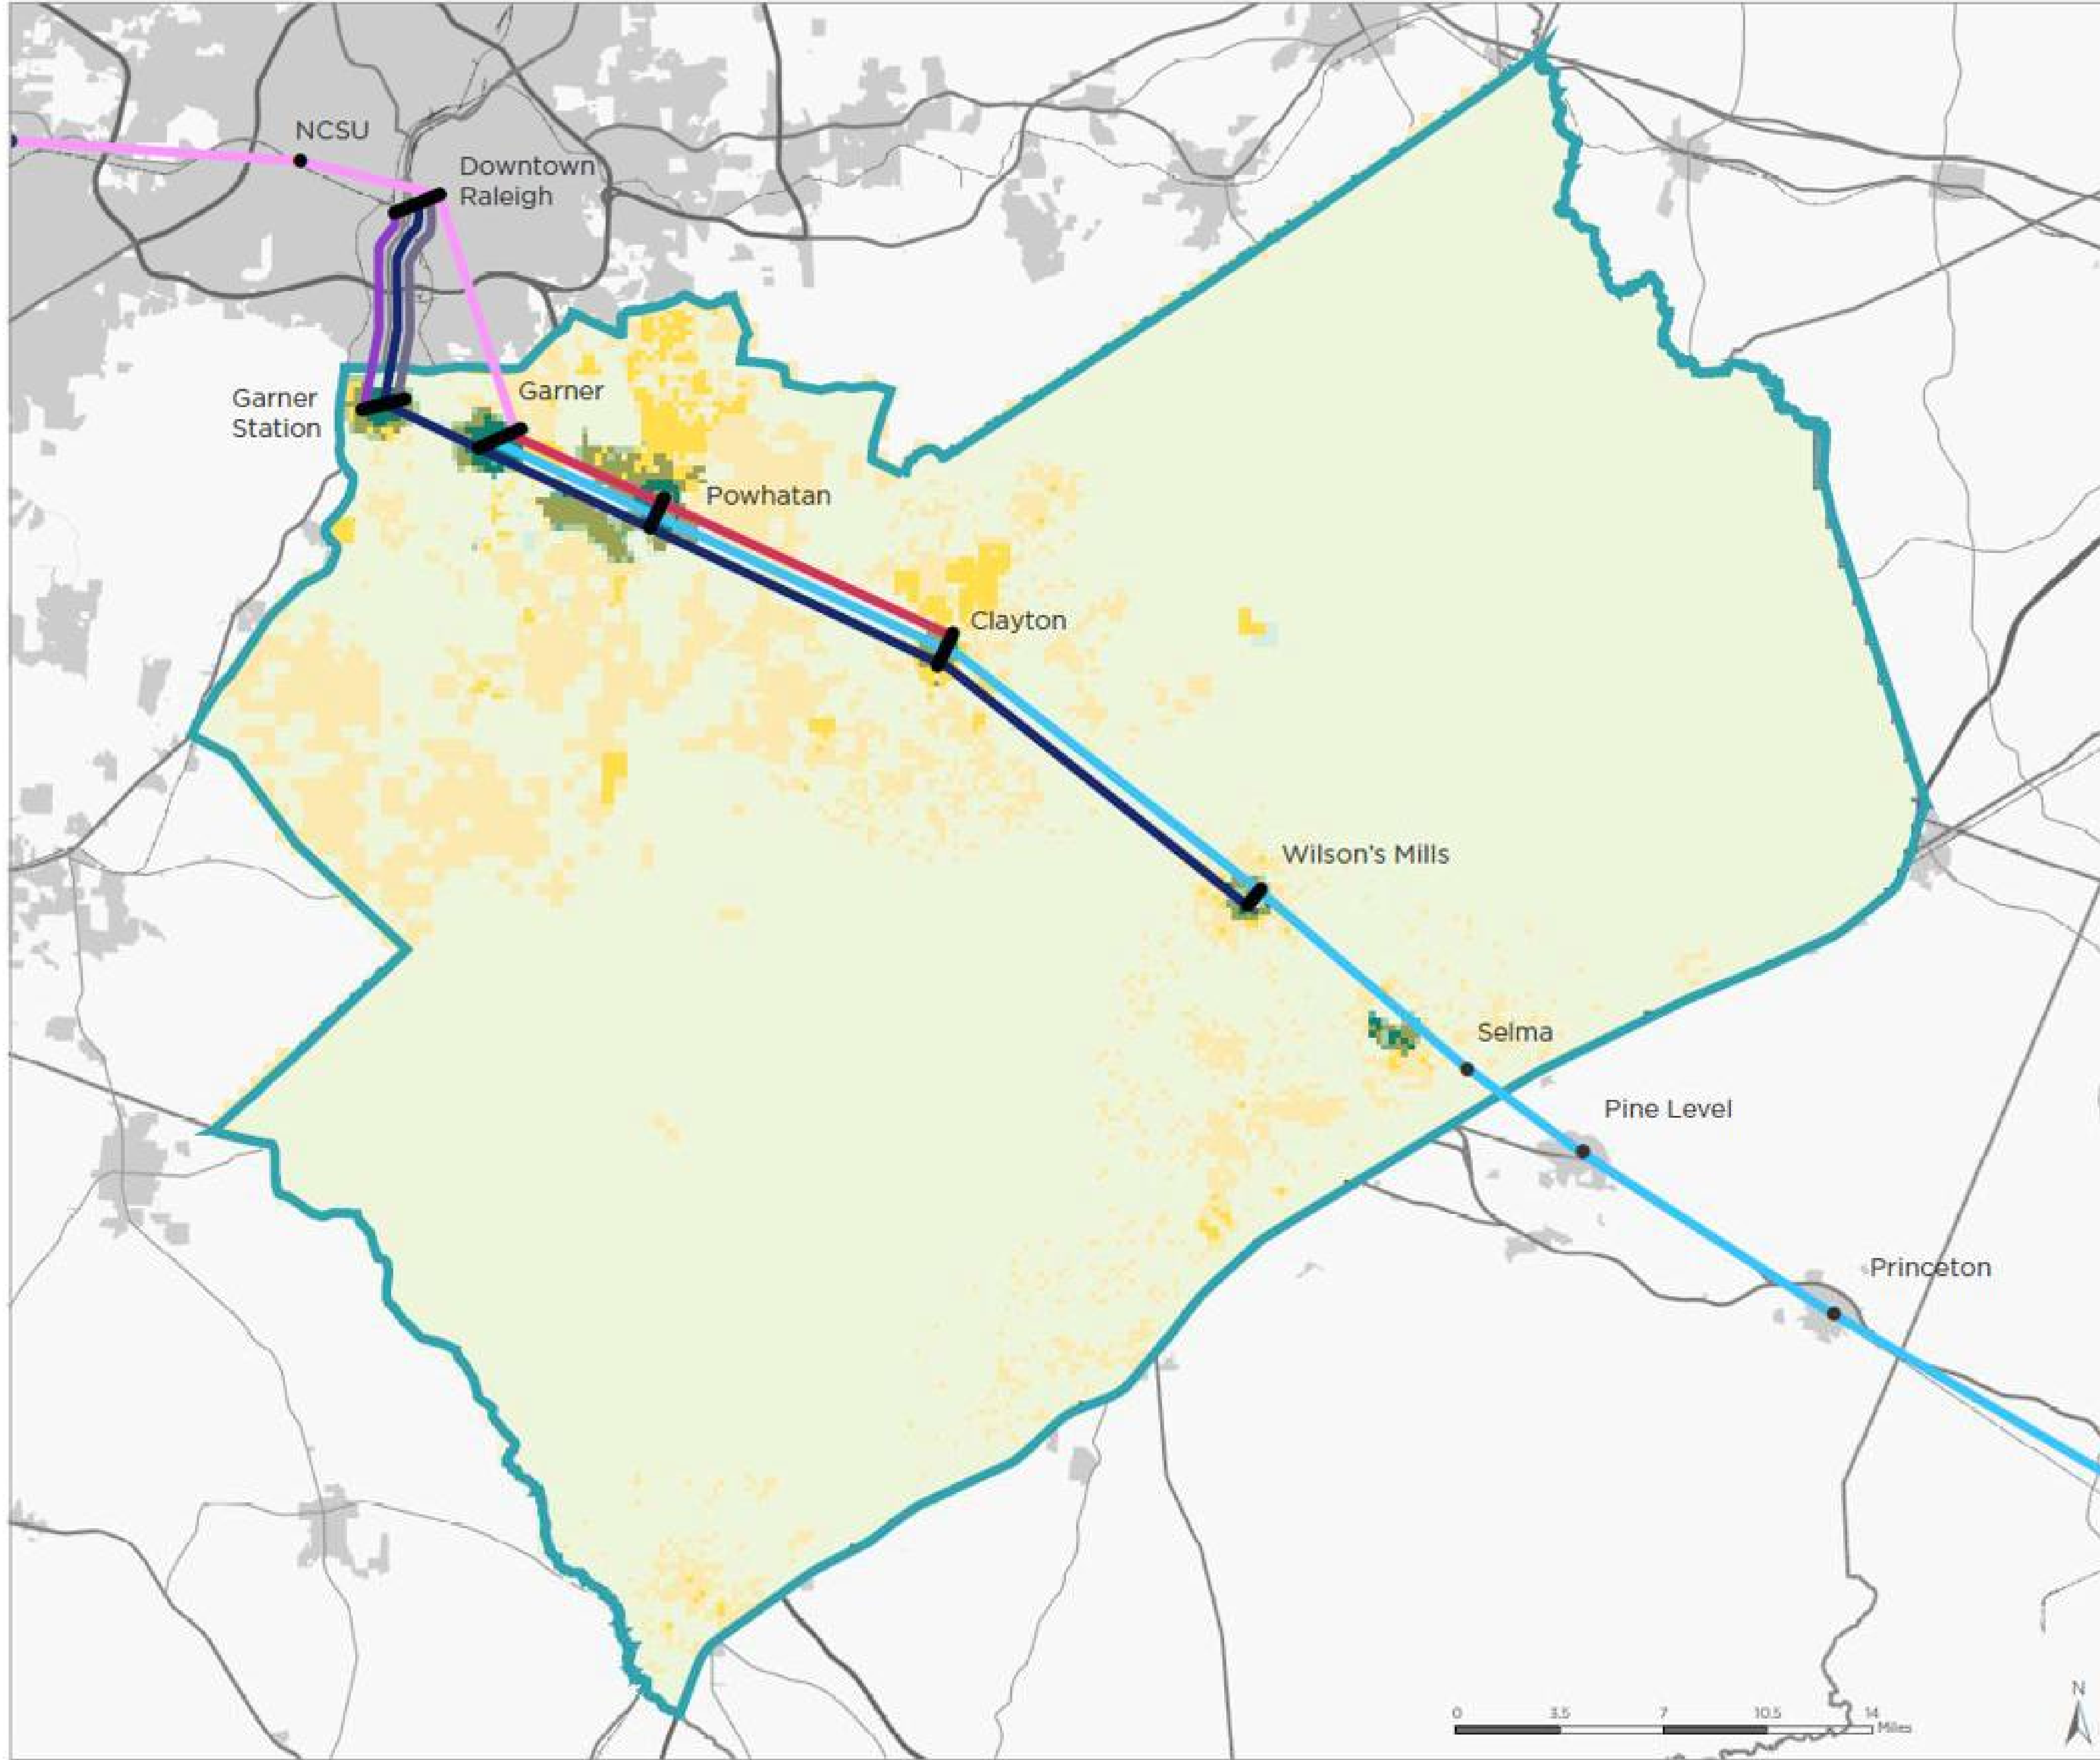 NCSU
Downtown
Raleigh
Garner
Garner
Station
Powhatan
Clayton
Wilson's Mills
Selma
Pine Level
Princeton
N
0 3.5 7 10.5 14
Miles